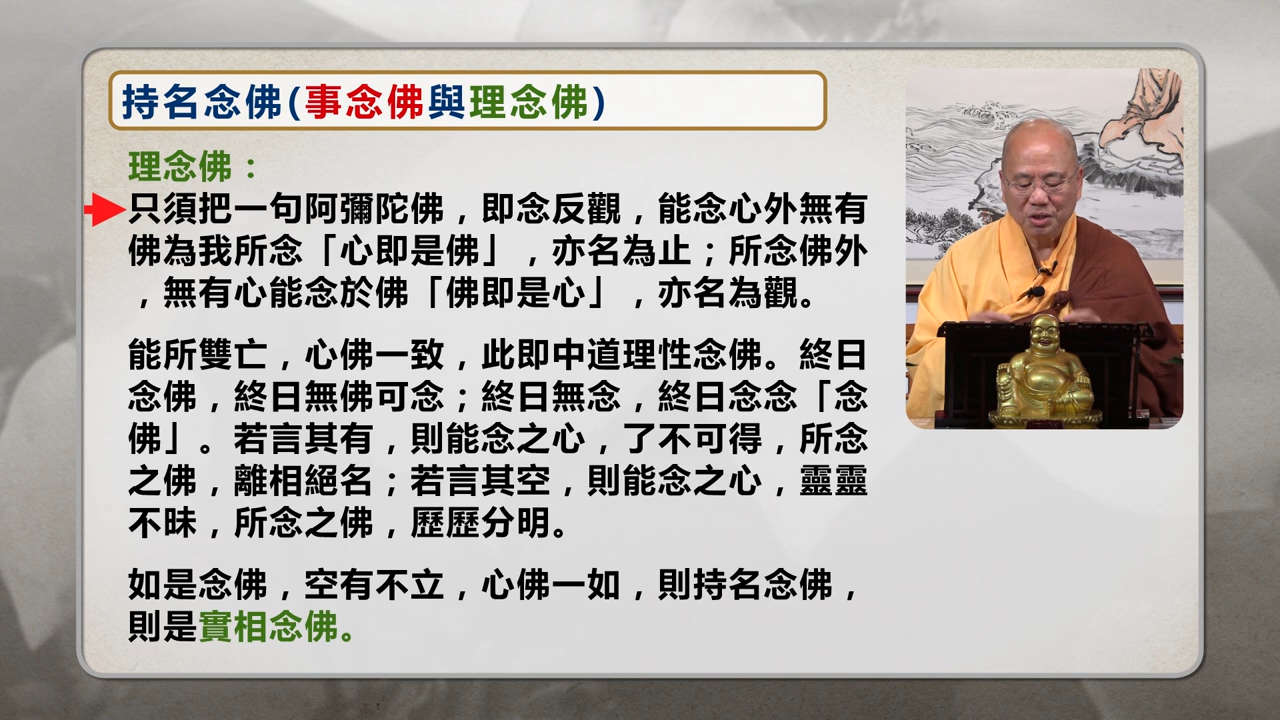 持名念佛(事念佛與理念佛)
理念佛：
只須把一句阿彌陀佛，即念反觀，能念心外無有
佛為我所念「心即是佛」，亦名為止；所念佛外
，無有心能念於佛「佛即是心」，亦名為觀。
能所雙亡，心佛一致，此即中道理性念佛。終日
念佛，終日無佛可念；終日無念，終日念念「念
佛」。若言其有，則能念之心，了不可得，所念
之佛，離相絕名；若言其空，則能念之心，靈靈
不昧，所念之佛，歷歷分明。
如是念佛，空有不立，心佛一如，則持名念佛，
則是實相念佛。